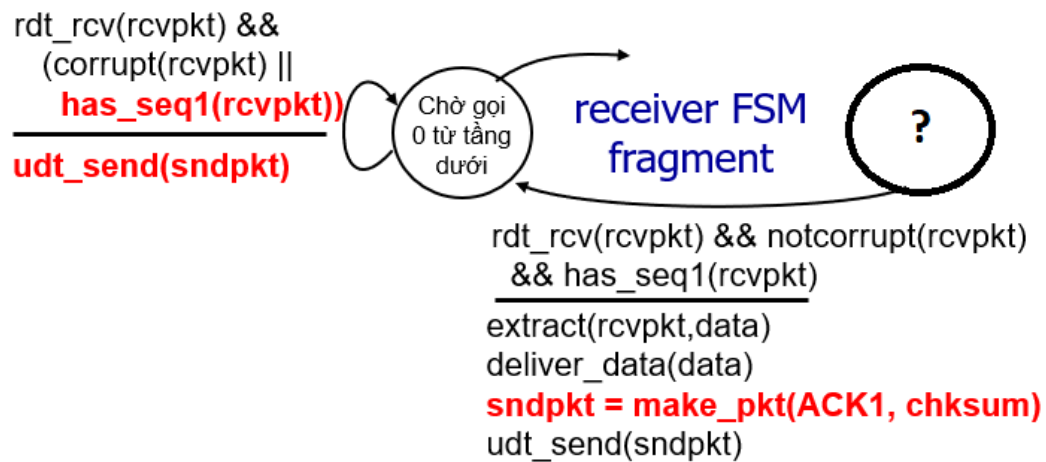 rdt_rcv(rcvpkt) &&
(corrupt(rcvpkt) ||
has_seq1(rcvpkt))
udt_send(sndpkt)
Chờ gọi
0 từ tầng
dưới
receiver FSM
fragment
?
rdt_rcv(rcvpkt) && notcorrupt(rcvpkt)
&& has_seq1(rcvpkt)
extract(rcvpkt,data)
deliver_data(data)
sndpkt = make_pkt(ACK1, chksum)
udt_send(sndpkt)